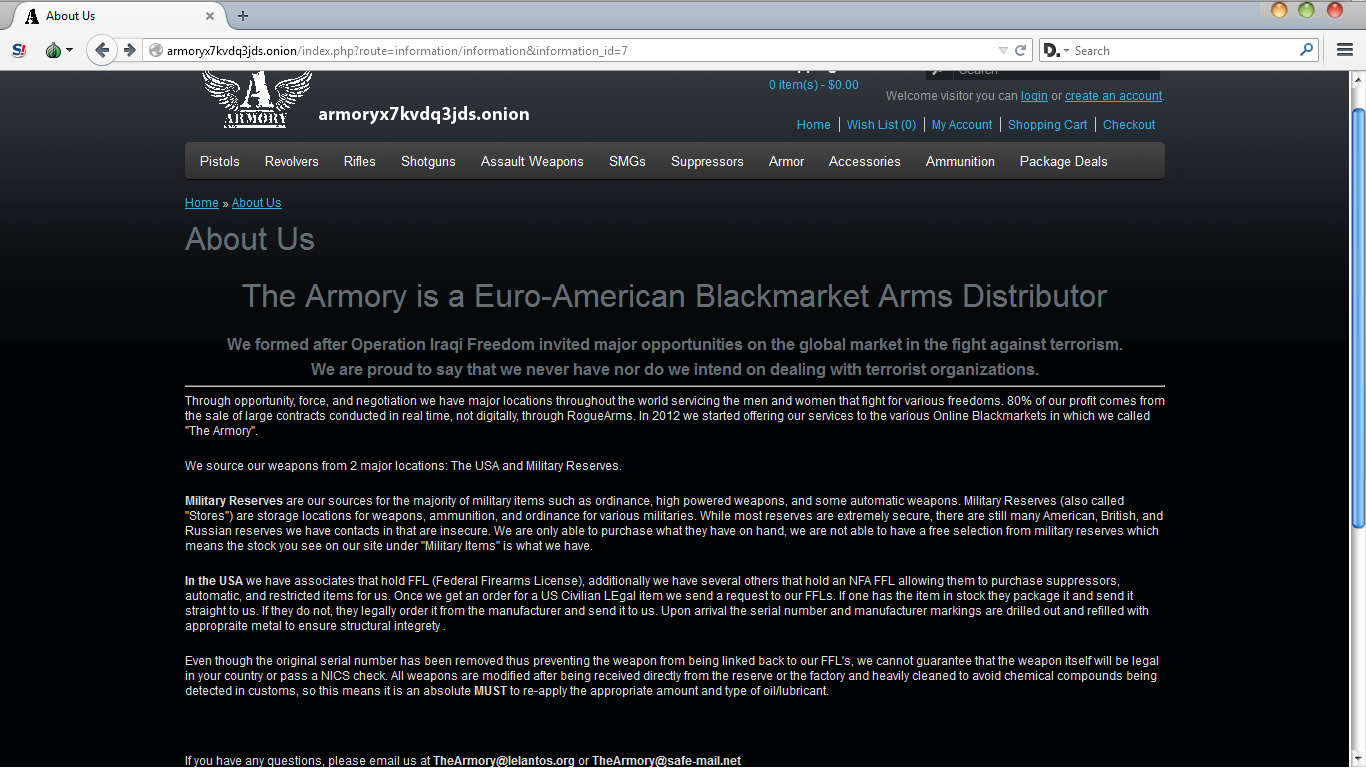 About Us
armoryx7kvdq3jds.onion/index.php?route=information/information&information_id=7
Search
0 item(s) - $0.00
Search
Welcome visitor you can login or create an account.
A
ARMORY
armoryx7kvdq3jds.onion
Home Wish List (0) My Account Shopping Cart Checkout
Pistols Revolvers Rifles Shotguns Assault Weapons SMGs Suppressors Armor Accessories Ammunition Package Deals
Home » About Us
About Us
The Armory is a Euro-American Blackmarket Arms Distributor
We formed after Operation Iraqi Freedom invited major opportunities on the global market in the fight against terrorism.
We are proud to say that we never have nor do we intend on dealing with terrorist organizations.
Through opportunity, force, and negotiation we have major locations throughout the world servicing the men and women that fight for various freedoms. 80% of our profit comes from
the sale of large contracts conducted in real time, not digitally, through RogueArms. In 2012 we started offering our services to the various Online Blackmarkets in which we called
"The Armory".
We source our weapons from 2 major locations: The USA and Military Reserves.
Military Reserves are our sources for the majority of military items such as ordinance, high powered weapons, and some automatic weapons. Military Reserves (also called
"Stores") are storage locations for weapons, ammunition, and ordinance for various militaries. While most reserves are extremely secure, there are still many American, British, and
Russian reserves we have contacts in that are insecure. We are only able to purchase what they have on hand, we are not able to have a free selection from military reserves which
means the stock you see on our site under "Military Items" is what we have.
In the USA we have associates that hold FFL (Federal Firearms License), additionally we have several others that hold an NFA FFL allowing them to purchase suppressors,
automatic, and restricted items for us. Once we get an order for a US Civilian LEgal item we send a request to our FFLs. If one has the item in stock they package it and send it
straight to us. If they do not, they legally order it from the manufacturer and send it to us. Upon arrival the serial number and manufacturer markings are drilled out and refilled with
appropraite metal to ensure structural integrety .
Even though the original serial number has been removed thus preventing the weapon from being linked back to our FFL's, we cannot guarantee that the weapon itself will be legal
in your country or pass a NICS check. All weapons are modified after being received directly from the reserve or the factory and heavily cleaned to avoid chemical compounds being
detected in customs, so this means it is an absolute MUST to re-apply the appropriate amount and type of oil/lubricant.
If you have any questions, please email us at TheArmory@lelantos.org or TheArmory@safe-mail.net